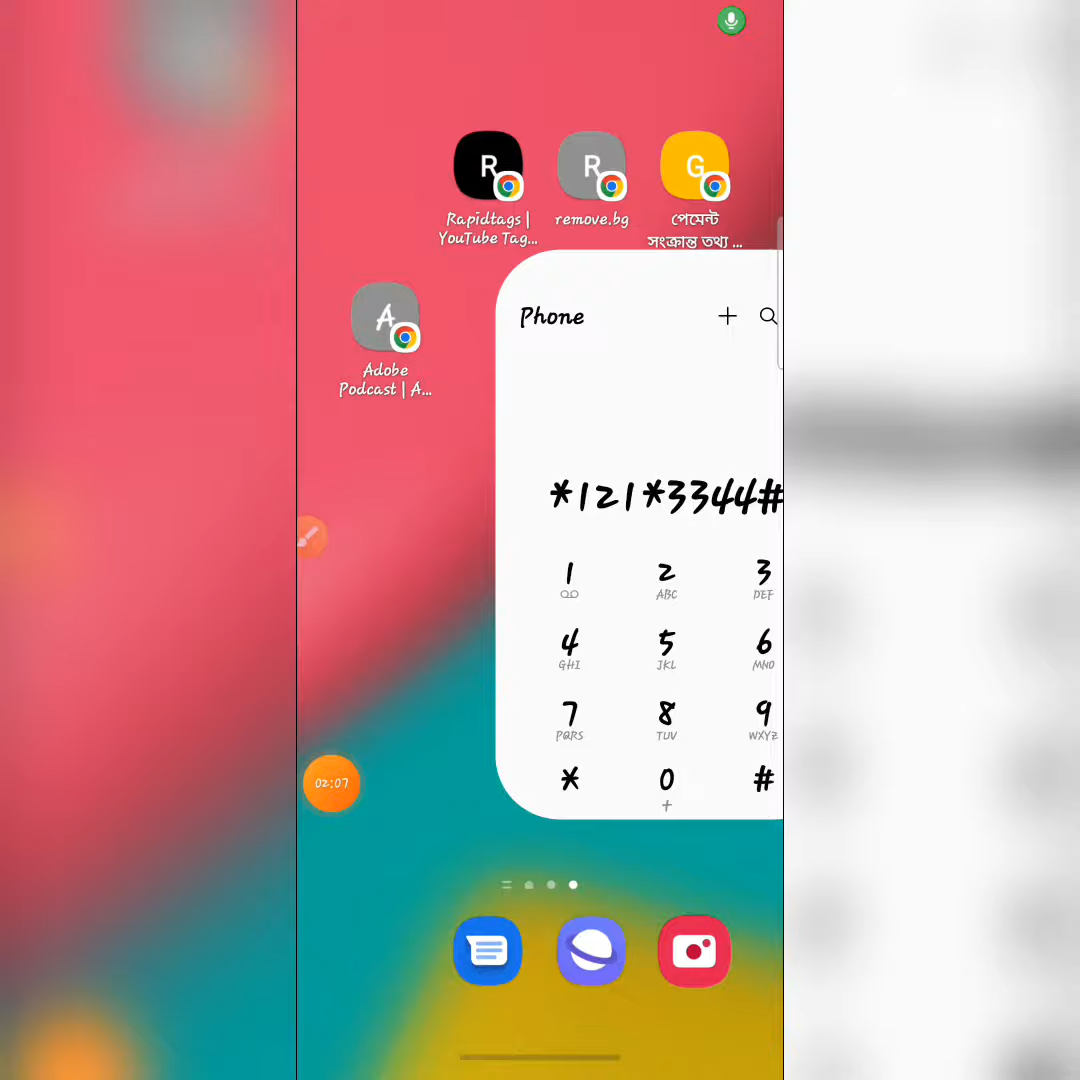 R
R
G
Rapidtags |
YouTube Tag...
remove.bg
পেমেন্ট
সংক্রান্ত তথ্য ...
A
Adobe
Podcast | A...
Phone
*121*3344#
1
2
ABC
3
DEF
4
GHI
5
JKL
6
MNO
7
PQRS
8
TUV
9
WXYZ
*
0
+
#
02:07